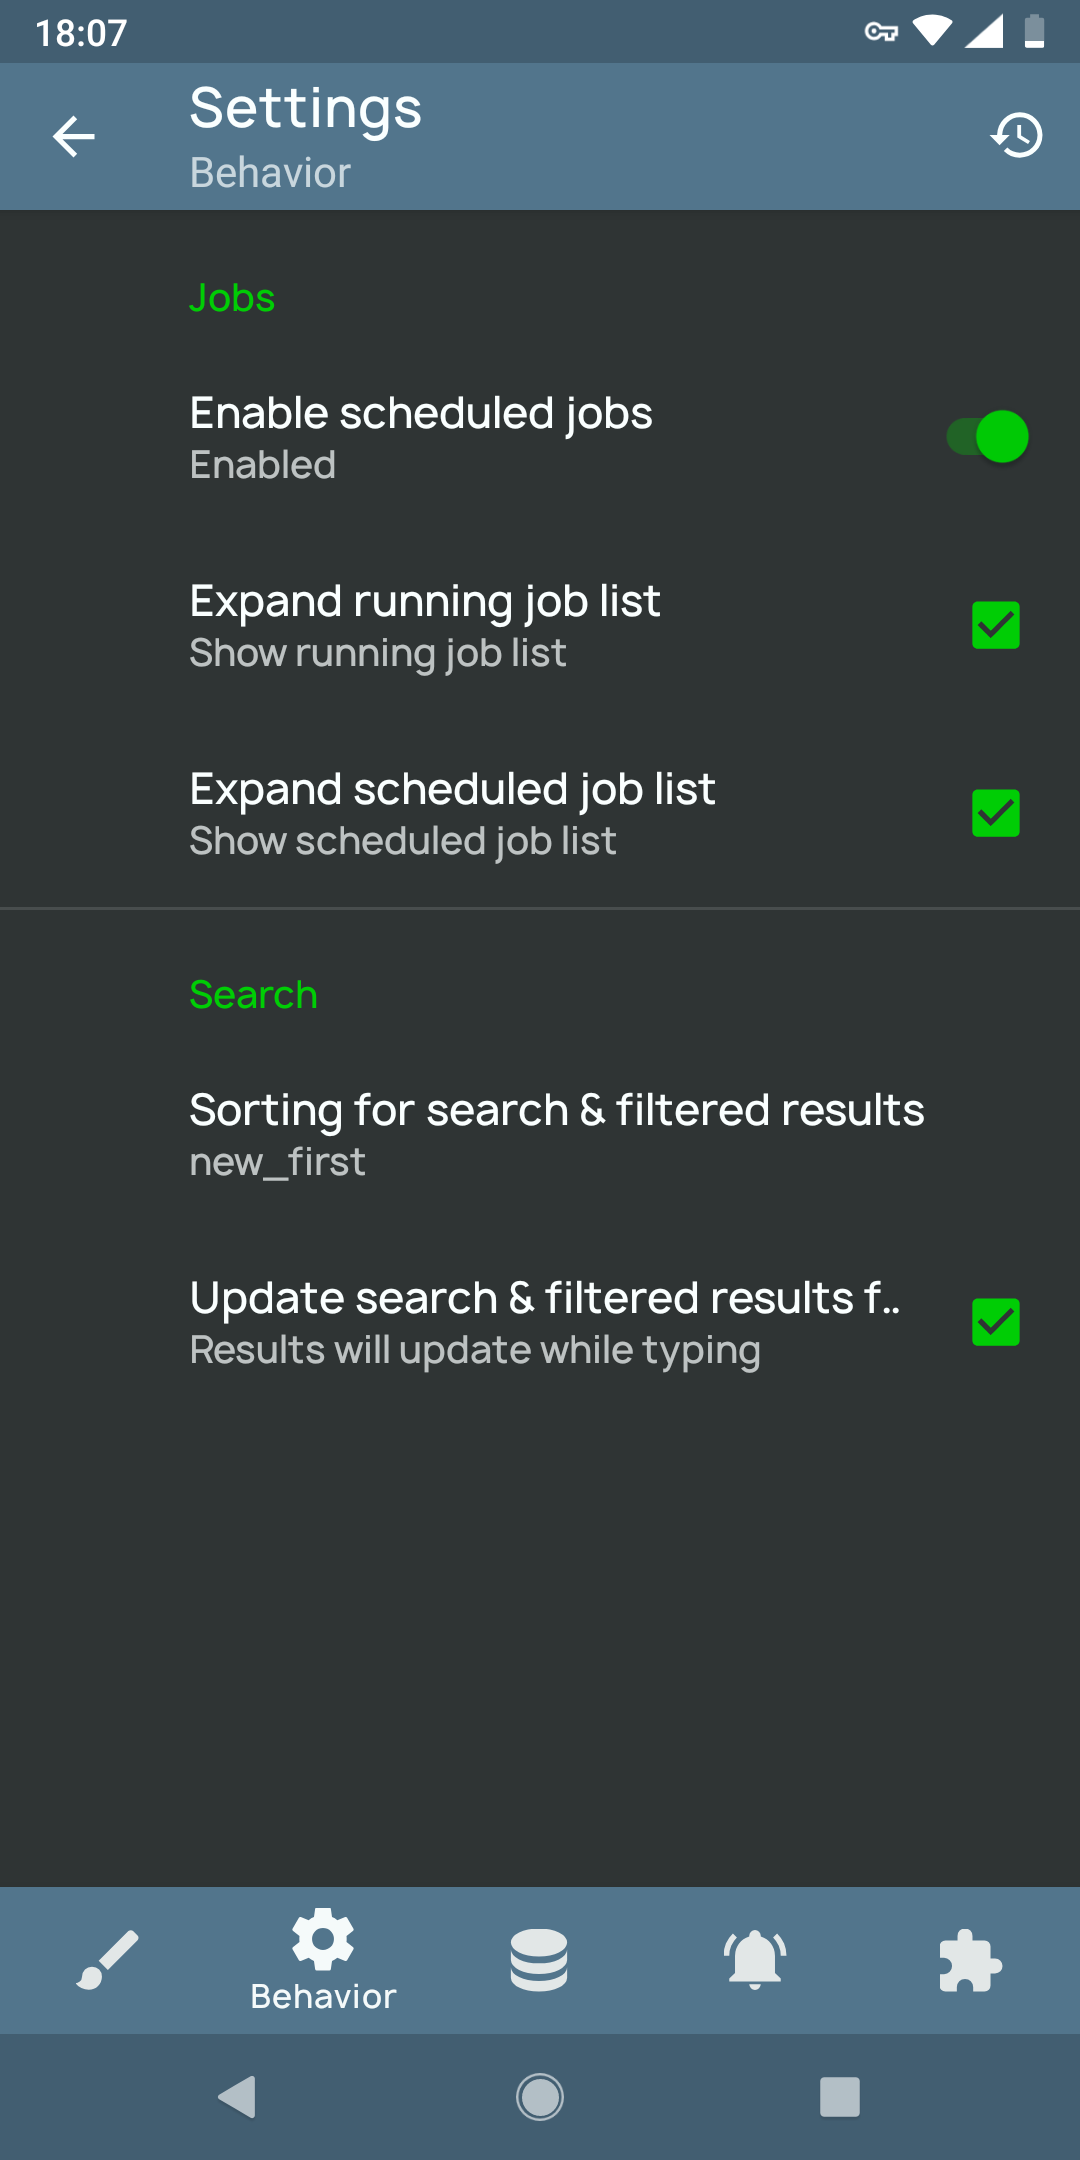 18:07
Settings
Behavior
Jobs
Enable scheduled jobs
Enabled
Expand running job list
Show running job list
Expand scheduled job list
Show scheduled job list
Search
Sorting for search & filtered results
new_first
Update search & filtered results f..
Results will update while typing
Behavior